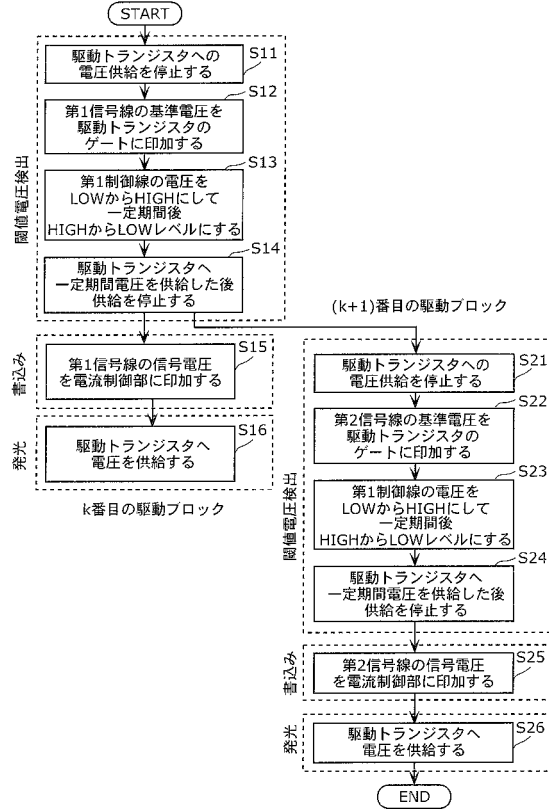 START
S11
駆動トランジスタへの
電圧供給を停止する
S12
第1信号線の基準電圧を
駆動トランジスタの
ゲートに印加する
S13
第1制御線の電圧を
LOWからHIGHにして
一定期間後
HIGHからLOWレベルにする
S14
駆動トランジスタへ
一定期間電圧を供給した後
供給を停止する
閾値電圧検出
S15
第1信号線の信号電圧
を電流制御部に印加する
書込み
S16
駆動トランジスタへ
電圧を供給する
発光
k番目の駆動ブロック
(k+1)番目の駆動ブロック
S21
駆動トランジスタへの
電圧供給を停止する
S22
第2信号線の基準電圧を
駆動トランジスタの
ゲートに印加する
S23
第1制御線の電圧を
LOWからHIGHにして
一定期間後
HIGHからLOWレベルにする
S24
駆動トランジスタへ
一定期間電圧を供給した後
供給を停止する
閾値電圧検出
S25
第2信号線の信号電圧
を電流制御部に印加する
書込み
S26
駆動トランジスタへ
電圧を供給する
発光
END